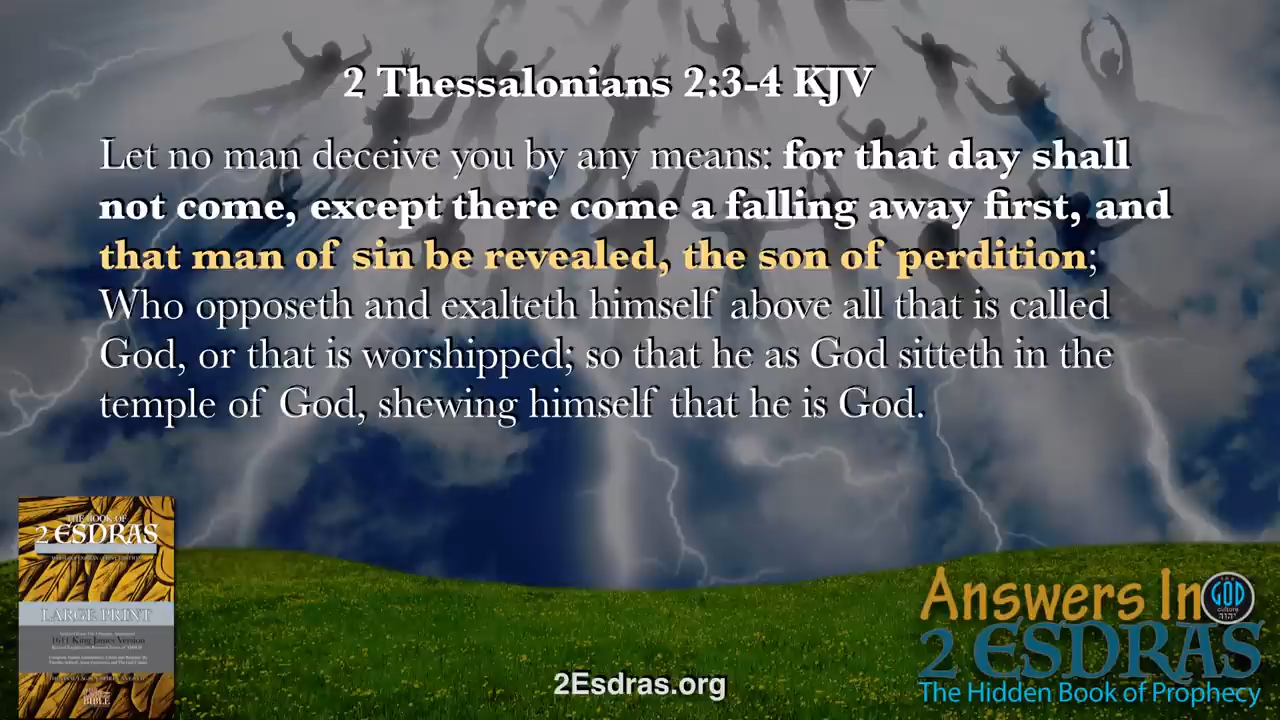 2 Thessalonians 2:3-4 KJV
Let no man deceive you by any means: for that day shall
not come, except there come a falling away first, and
that man of sin be revealed, the son of perdition;
Who opposeth and exalteth himself above all that is called
God, or that is worshipped; so that he as God sitteth in the
temple of God, shewing himself that he is God.
THE BOOK OF
2 ESDRAS
LARGE PRINT
1611 King James Version
BIBLE
2Esdras.org
Answers In
THE
GOD
culture
יהוה
2 ESDRAS
The Hidden Book of Prophecy